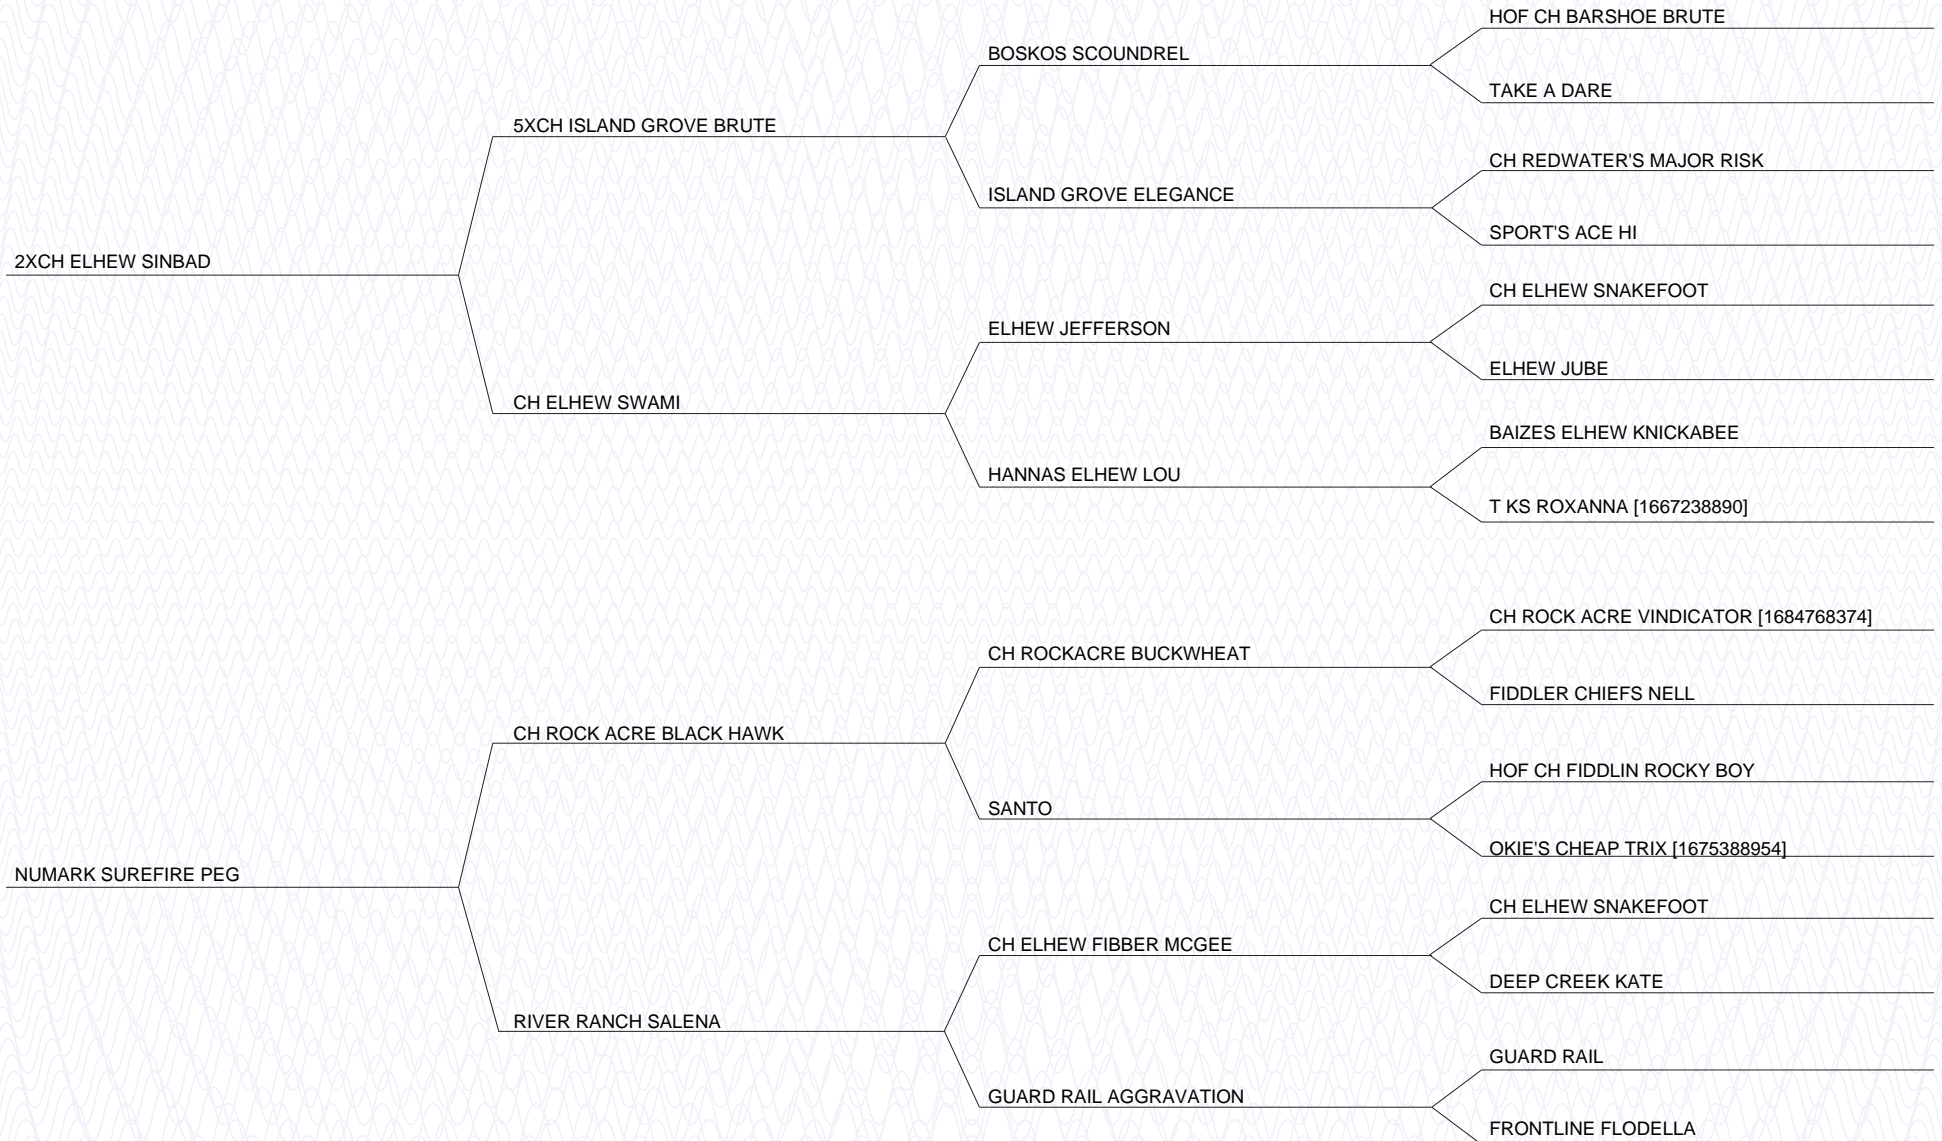 HOF CH BARSHOE BRUTE
BOSKOS SCOUNDREL
TAKE A DARE
5XCH ISLAND GROVE BRUTE
CH REDWATER'S MAJOR RISK
ISLAND GROVE ELEGANCE
SPORT'S ACE HI
2XCH ELHEW SINBAD
CH ELHEW SNAKEFOOT
ELHEW JEFFERSON
ELHEW JUBE
CH ELHEW SWAMI
BAIZES ELHEW KNICKABEE
HANNAS ELHEW LOU
T KS ROXANNA [1667238890]
CH ROCK ACRE VINDICATOR [1684768374]
CH ROCKACRE BUCKWHEAT
FIDDLER CHIEFS NELL
CH ROCK ACRE BLACK HAWK
HOF CH FIDDLIN ROCKY BOY
SANTO
OKIE'S CHEAP TRIX [1675388954]
NUMARK SUREFIRE PEG
CH ELHEW SNAKEFOOT
CH ELHEW FIBBER MCGEE
DEEP CREEK KATE
RIVER RANCH SALENA
GUARD RAIL
GUARD RAIL AGGRAVATION
FRONTLINE FLODELLA